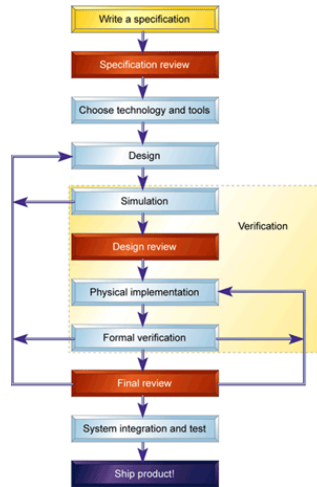 Write a specification
Specification review
Choose technology and tools
Design
Simulation
Verification
Design review
Physical implementation
Formal verification
Final review
System integration and test
Ship product!